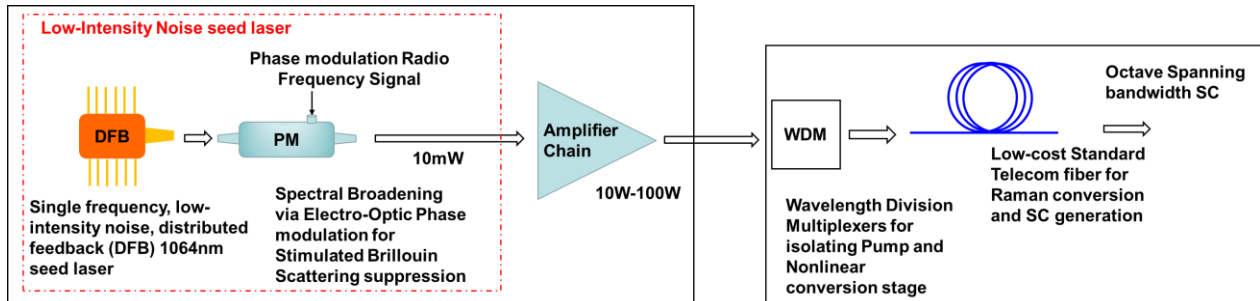 Low-Intensity Noise seed laser
Phase modulation Radio
Frequency Signal
DFB
PM
10mW
Single frequency, low-
intensity noise, distributed
feedback (DFB) 1064nm
seed laser
Spectral Broadening
via Electro-Optic Phase
modulation for
Stimulated Brillouin
Scattering suppression
Amplifier
Chain
10W-100W
WDM
Wavelength Division
Multiplexers for
isolating Pump and
Nonlinear
conversion stage
Low-cost Standard
Telecom fiber for
Raman conversion
and SC generation
Octave Spanning
bandwidth SC